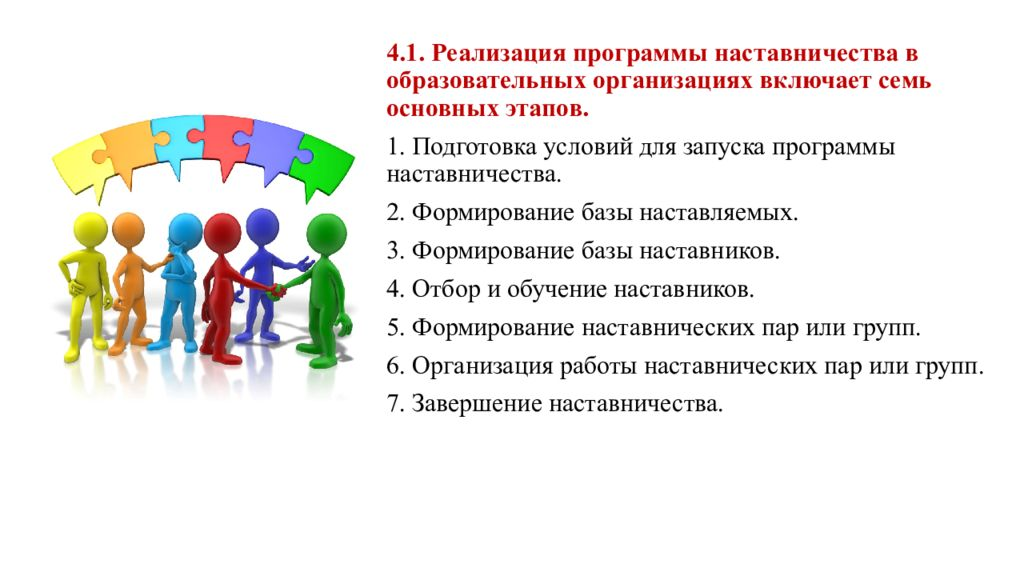 4.1. Реализация программы наставничества в
образовательных организациях включает семь
основных этапов.
1. Подготовка условий для запуска программы
наставничества.
2. Формирование базы наставляемых.
3. Формирование базы наставников.
4. Отбор и обучение наставников.
5. Формирование наставнических пар или групп.
6. Организация работы наставнических пар или групп.
7. Завершение наставничества.